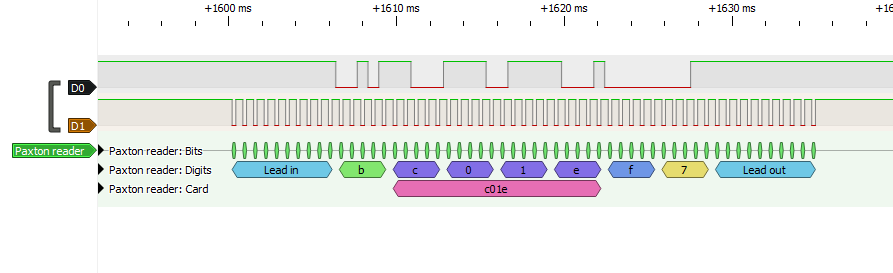 +1600 ms +1610 ms +1620 ms +1630 ms
D0
D1
Paxton reader Paxton reader: Bits
Paxton reader: Digits Lead in b c 0 1 e f 7 Lead out
Paxton reader: Card c01e